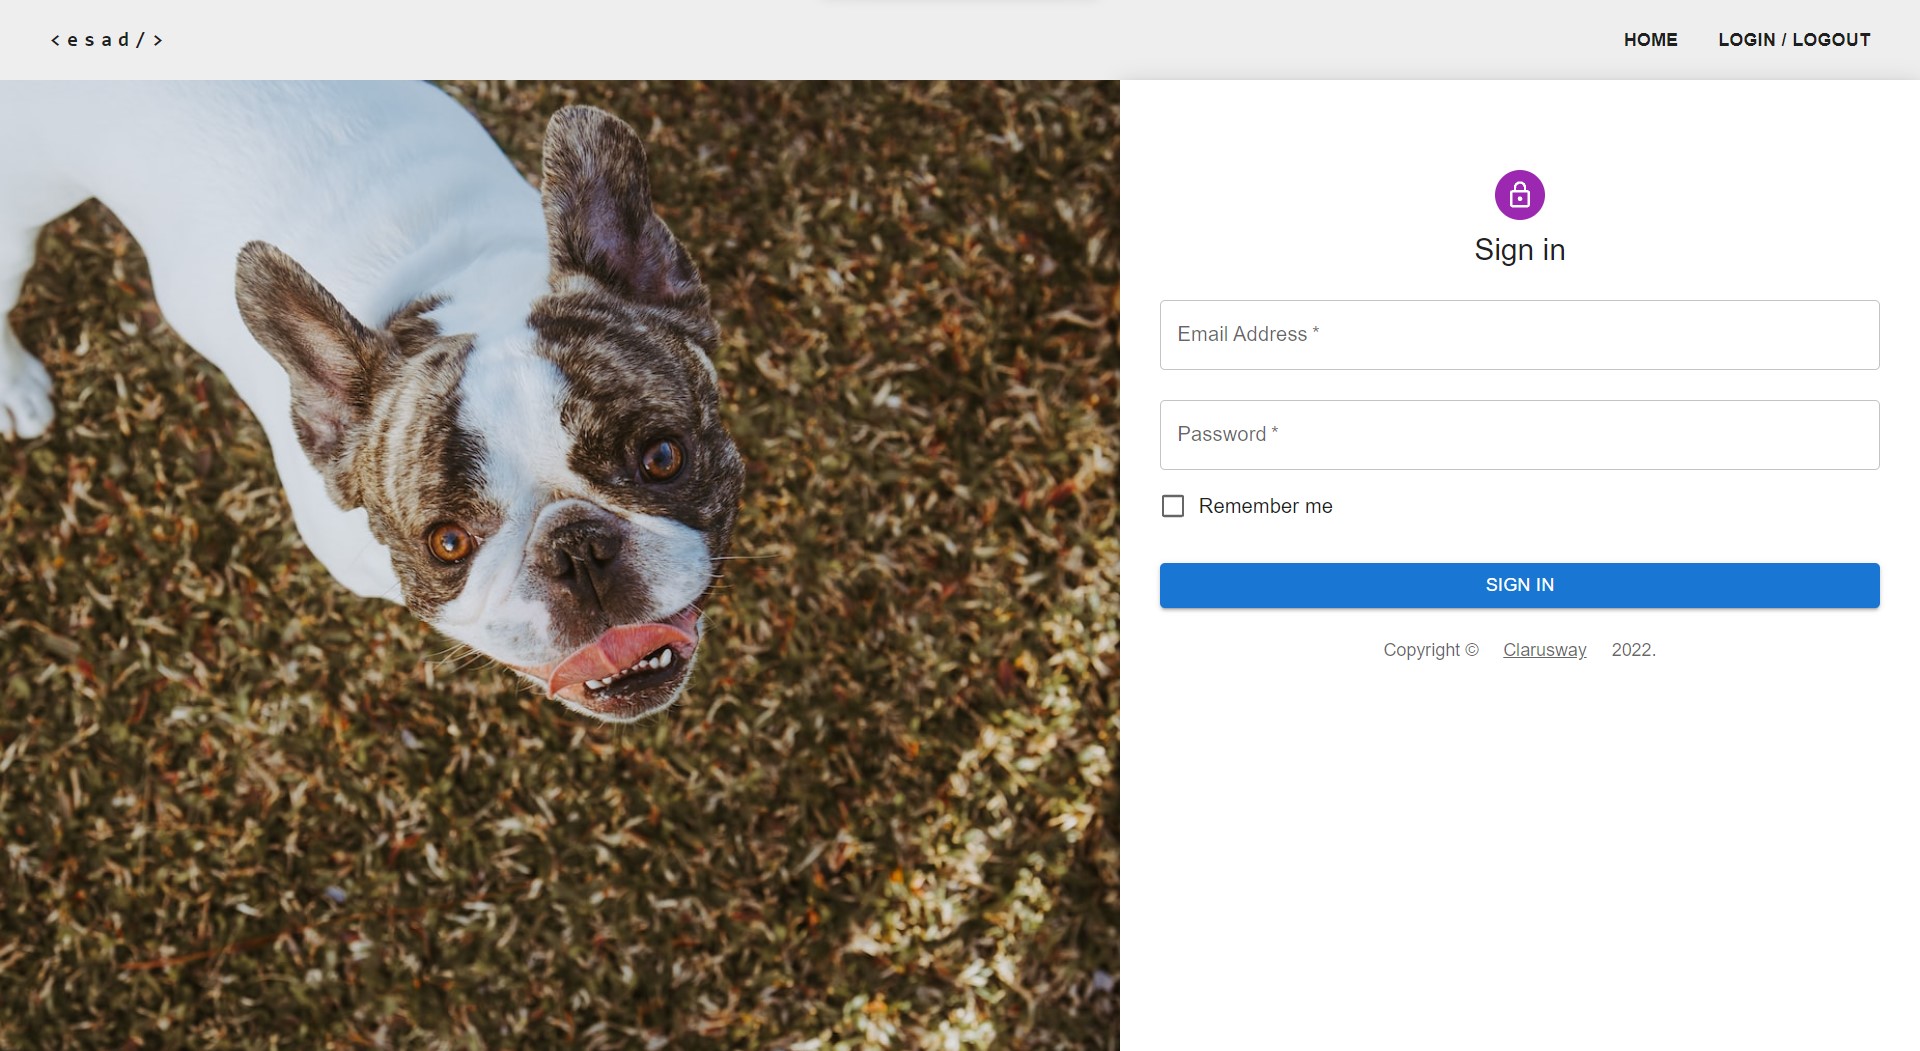 <esad/>
HOME LOGIN / LOGOUT
Sign in
Email Address *
Password *
Remember me
SIGN IN
Copyright © Clarusway 2022.